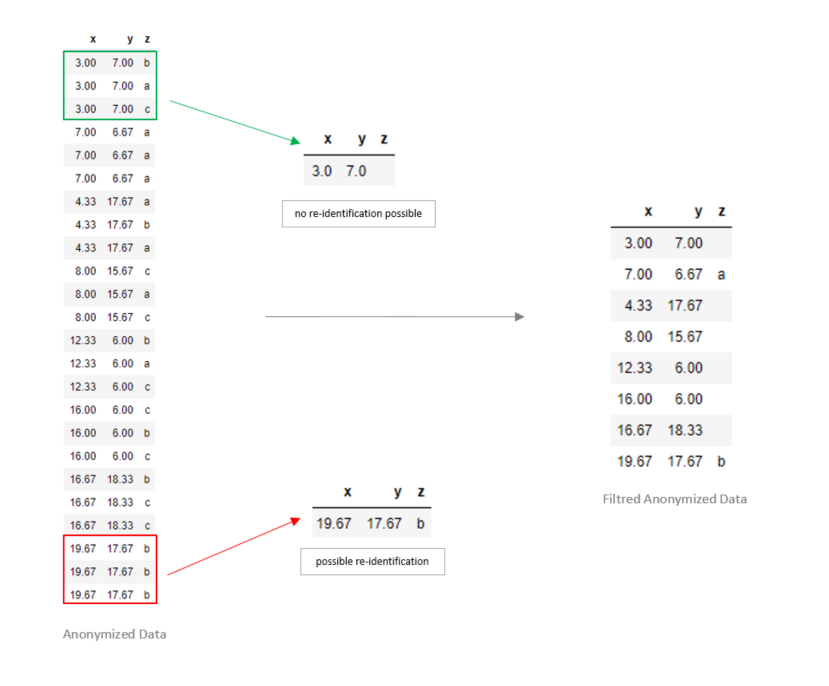 x y z
3.00 7.00 b
3.00 7.00 a
3.00 7.00 c
7.00 6.67 a
7.00 6.67 a
7.00 6.67 a
4.33 17.67 a
4.33 17.67 b
4.33 17.67 a
8.00 15.67 c
8.00 15.67 a
8.00 15.67 c
12.33 6.00 b
12.33 6.00 a
12.33 6.00 c
16.00 6.00 c
16.00 6.00 b
16.00 6.00 c
16.67 18.33 b
16.67 18.33 c
16.67 18.33 c
19.67 17.67 b
19.67 17.67 b
19.67 17.67 b
Anonymized Data
x y z
3.0 7.0
no re-identification possible
x y z
19.67 17.67 b
possible re-identification
x y z
3.00 7.00
7.00 6.67 a
4.33 17.67
8.00 15.67
12.33 6.00
16.00 6.00
16.67 18.33
19.67 17.67 b
Filtred Anonymized Data